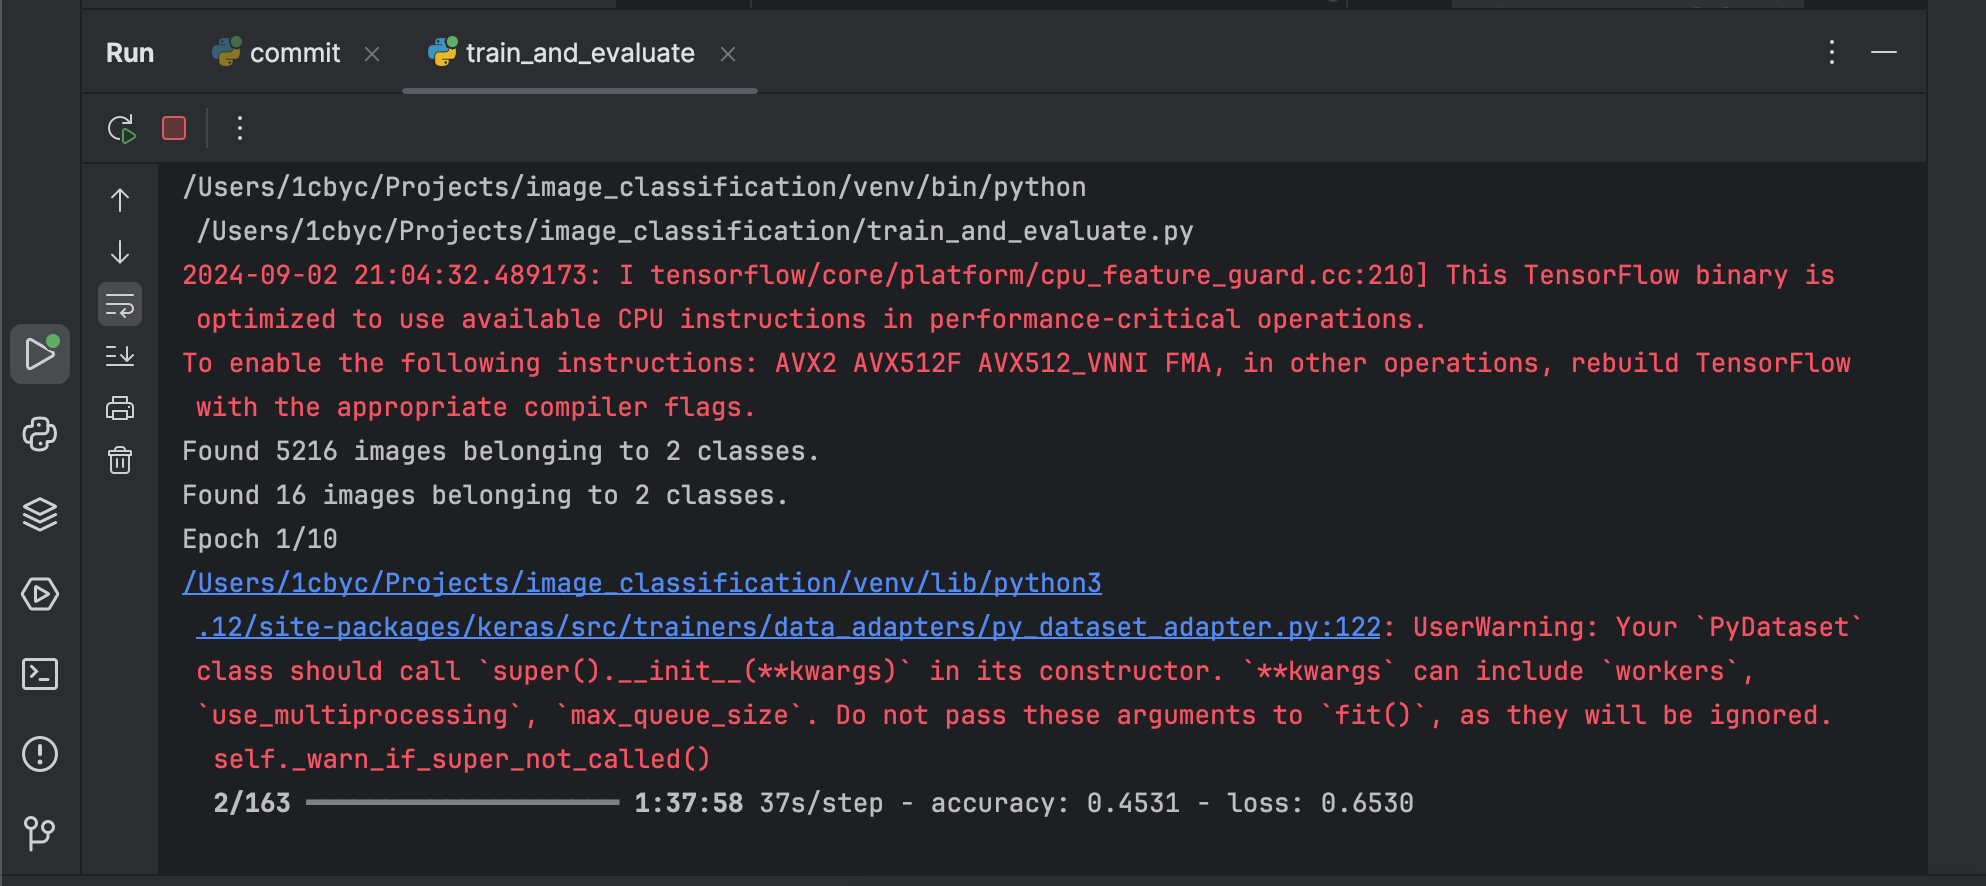 Run commit train_and_evaluate
/Users/1cbyc/Projects/image_classification/venv/bin/python
/Users/1cbyc/Projects/image_classification/train_and_evaluate.py
2024-09-02 21:04:32.489173: I tensorflow/core/platform/cpu_feature_guard.cc:210] This TensorFlow binary is
optimized to use available CPU instructions in performance-critical operations.
To enable the following instructions: AVX2 AVX512F AVX512_VNNI FMA, in other operations, rebuild TensorFlow
with the appropriate compiler flags.
Found 5216 images belonging to 2 classes.
Found 16 images belonging to 2 classes.
Epoch 1/10
/Users/1cbyc/Projects/image_classification/venv/lib/python3
.12/site-packages/keras/src/trainers/data_adapters/py_dataset_adapter.py:122: UserWarning: Your `PyDataset`
class should call `super().__init__(**kwargs)` in its constructor. `**kwargs` can include `workers`,
`use_multiprocessing`, `max_queue_size`. Do not pass these arguments to `fit()`, as they will be ignored.
self._warn_if_super_not_called()
2/163 ━━━━━━━━━━━━━━━━━━━━ 1:37:58 37s/step - accuracy: 0.4531 - loss: 0.6530